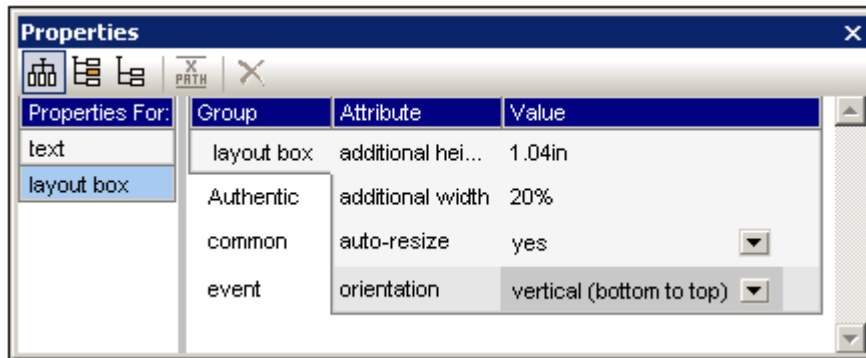 Properties
X PATH
Properties For: Group Attribute Value
text layout box additional hei... 1.04in
layout box Authentic additional width 20%
common auto-resize yes
event orientation vertical (bottom to top)